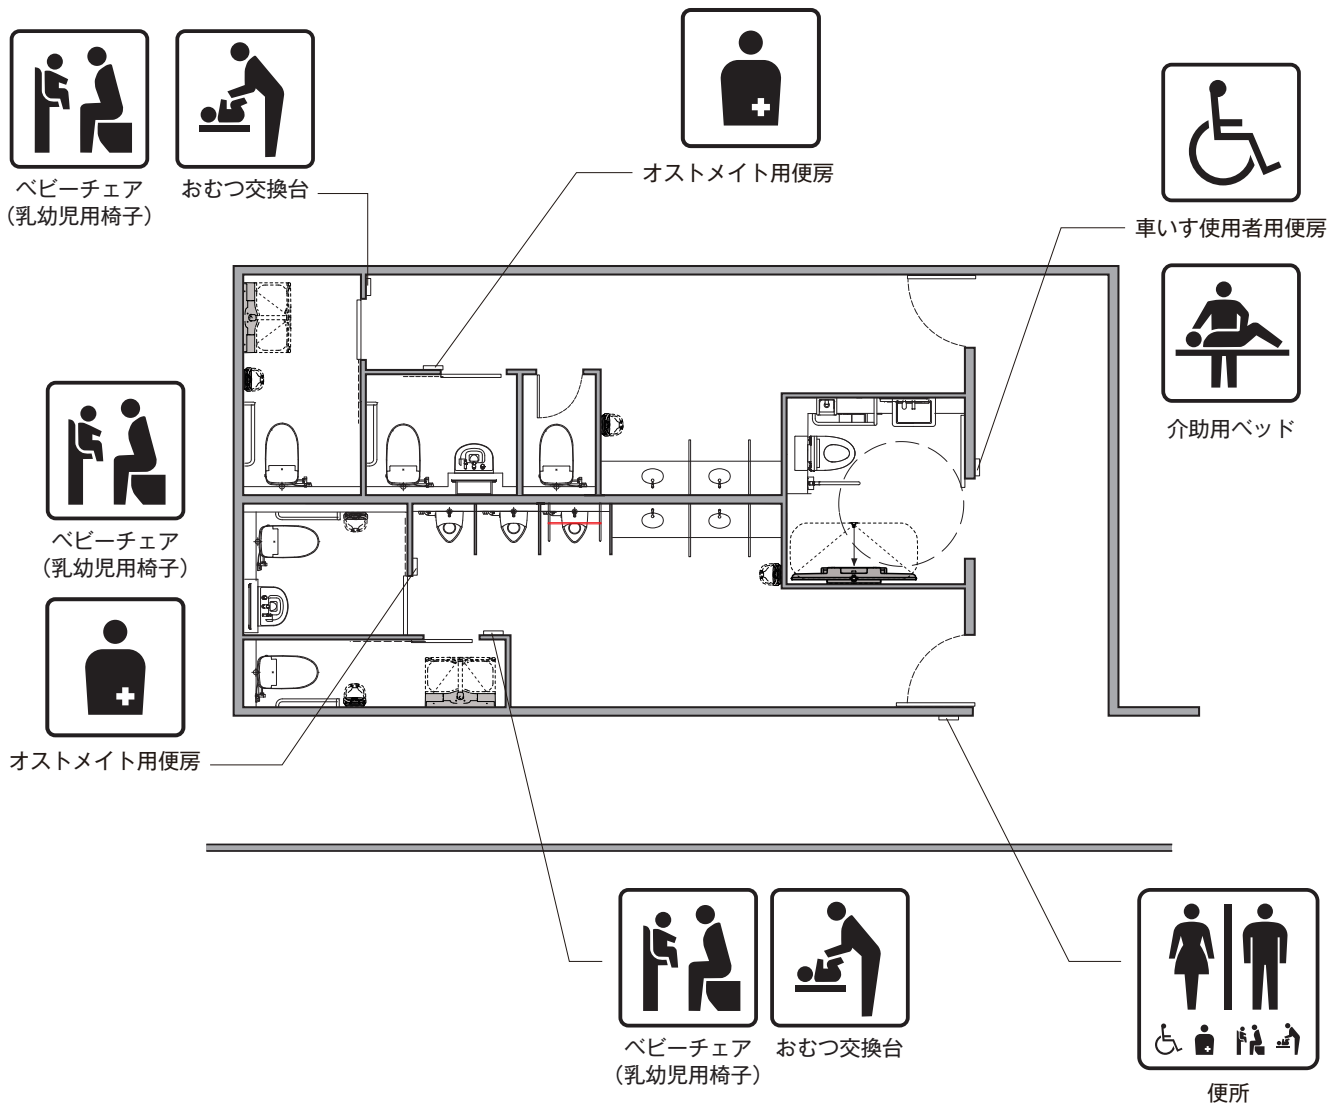 ベビーチェア
（乳幼児用椅子）
おむつ交換台
オストメイト用便房
車いす使用者用便房
介助用ベッド
ベビーチェア
（乳幼児用椅子）
オストメイト用便房
ベビーチェア
（乳幼児用椅子）
おむつ交換台
便所